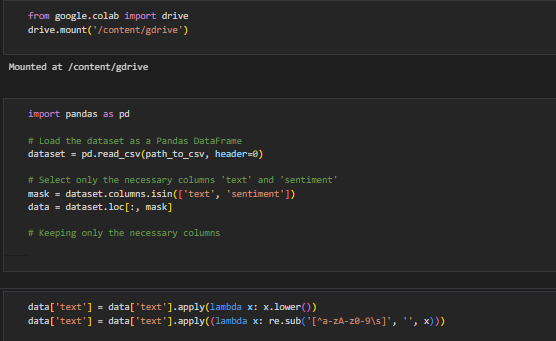 from google.colab import drive
drive.mount('/content/gdrive')
Mounted at /content/gdrive
import pandas as pd
# Load the dataset as a Pandas DataFrame
dataset = pd.read_csv(path_to_csv, header=0)
# Select only the necessary columns 'text' and 'sentiment'
mask = dataset.columns.isin(['text', 'sentiment'])
data = dataset.loc[:, mask]
# Keeping only the necessary columns
data['text'] = data['text'].apply(lambda x: x.lower())
data['text'] = data['text'].apply((lambda x: re.sub('[^a-zA-z0-9\s]', '', x)))